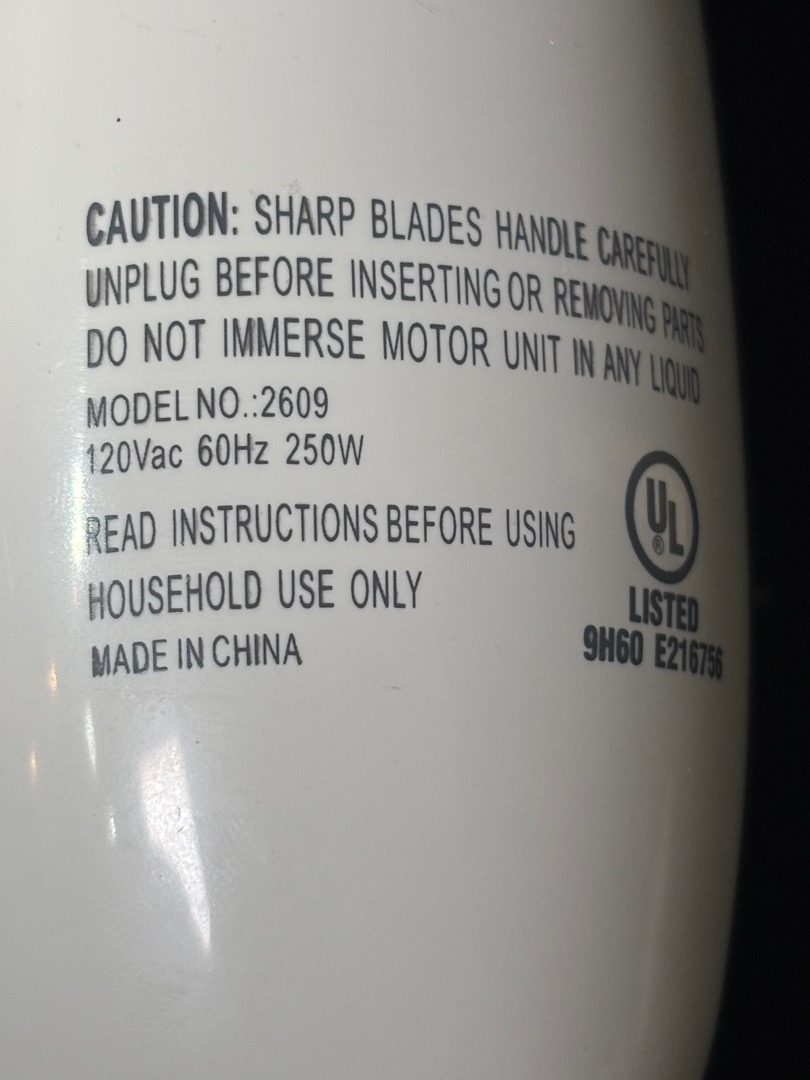 CAUTION: SHARP BLADES HANDLE CAREFULLY
UNPLUG BEFORE INSERTING OR REMOVING PARTS
DO NOT IMMERSE MOTOR UNIT IN ANY LIQUID
MODEL NO.:2609
120Vac 60Hz 250W
READ INSTRUCTIONS BEFORE USING
HOUSEHOLD USE ONLY
MADE IN CHINA
UL®
LISTED
9H60 E216756